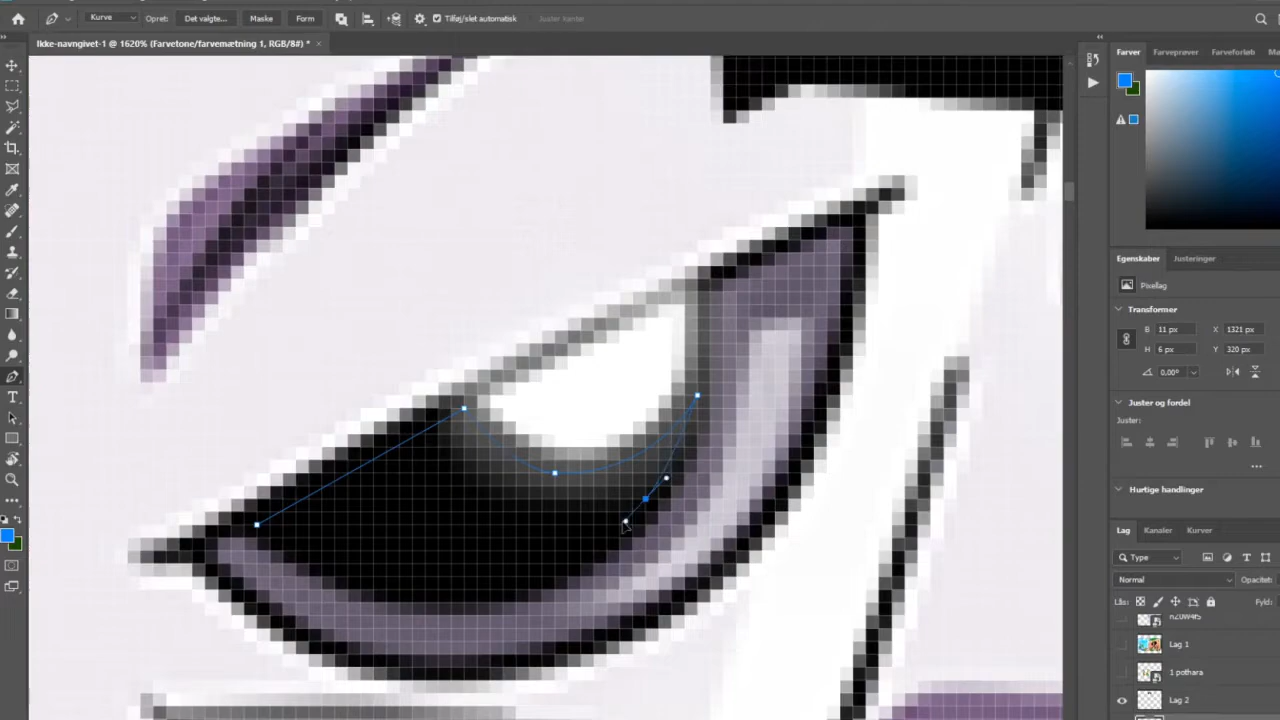 Kurve
Opret:
Det valgte...
Maske
Form
Tilføj/slet automatisk
Juster kanter
Ikke-navngivet-1 @ 1620% (Farvetone/farvemætning 1, RGB/8#) *
Farver
Farveprøver
Farveforløb
Egenskaber
Justeringer
Pixellag
Transformer
B
11 px
X
1321 px
H
6 px
Y
320 px
0,00°
Juster og fordel
Juster:
Hurtige handlinger
Lag
Kanaler
Kurver
Type
Normal
Opacitet:
Lås:
Fyld:
Lag 1
1 pothara
Lag 2